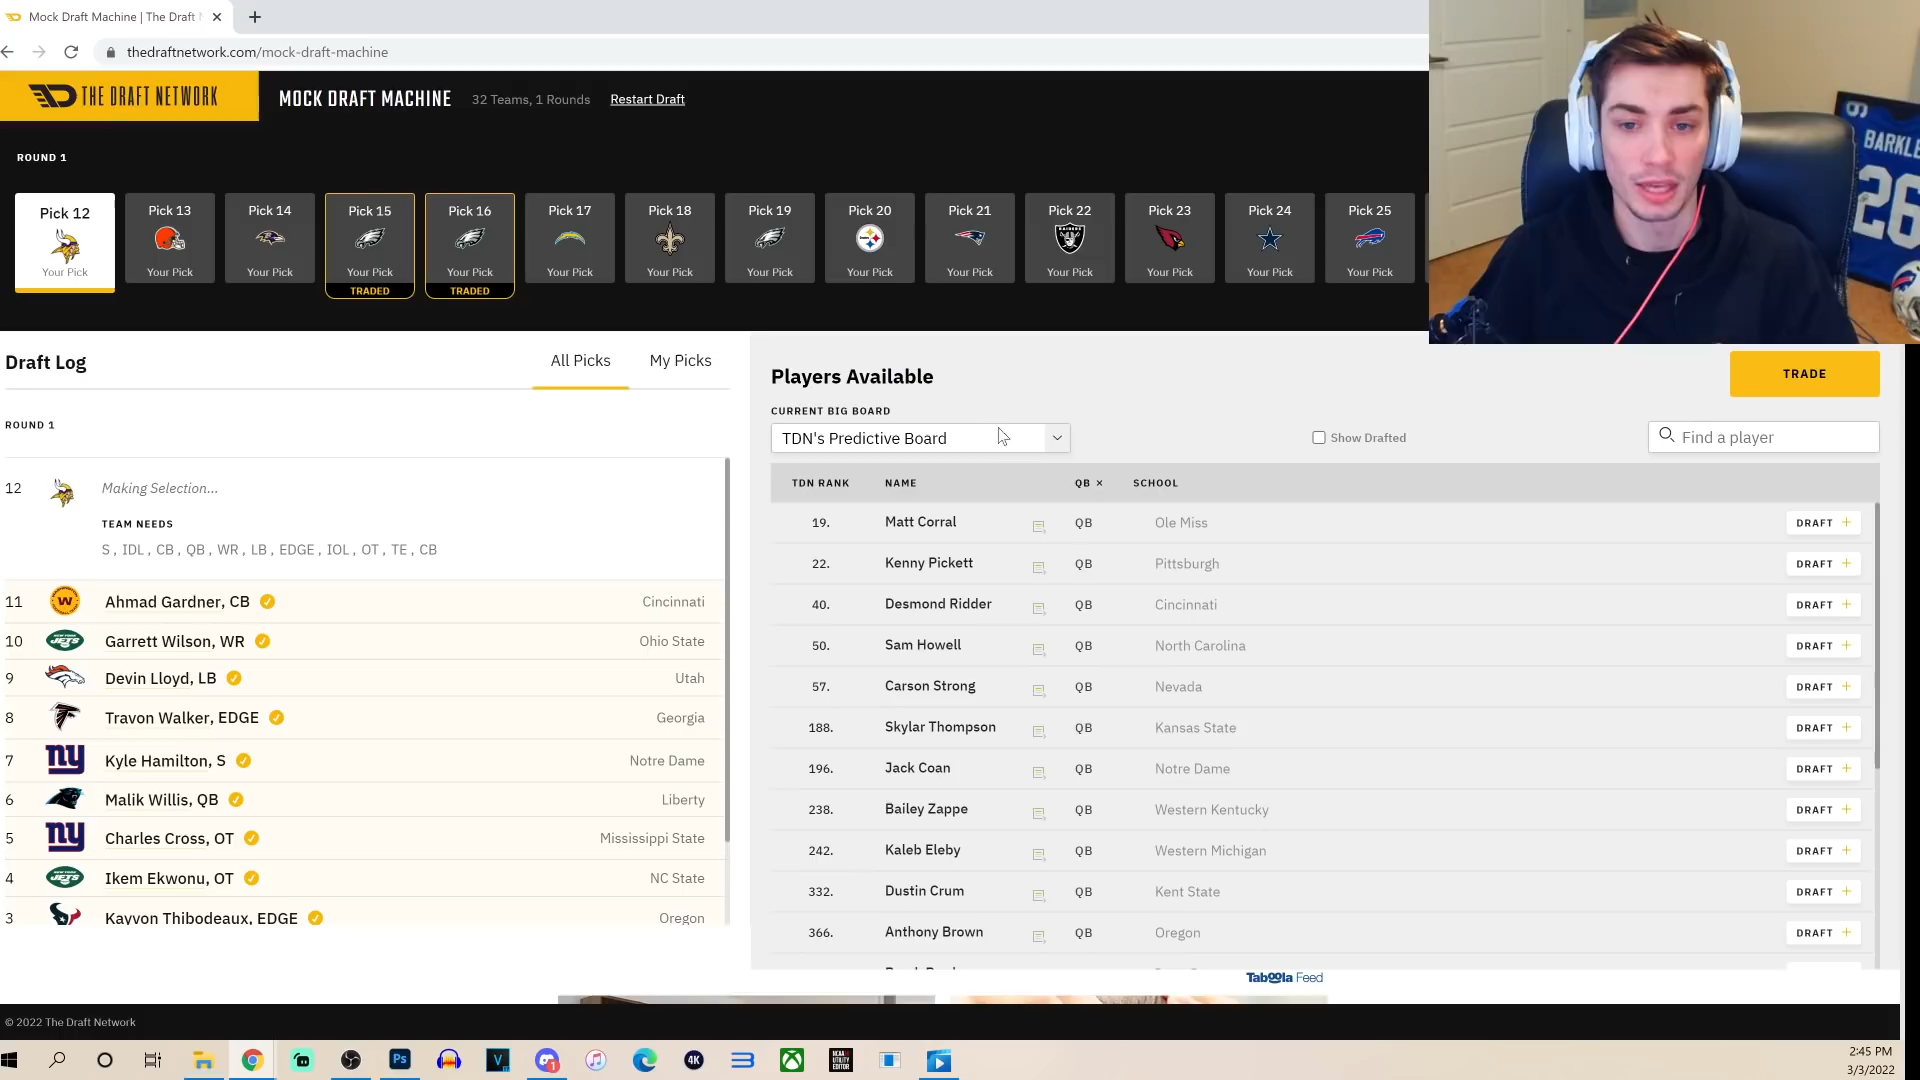 Mock Draft Machine | The Draft
thedraftnetwork.com/mock-draft-machine
THE DRAFT NETWORK
MOCK DRAFT MACHINE
32 Teams, 1 Rounds
Restart Draft
ROUND 1
Pick 12
Your Pick
Pick 13
Your Pick
Pick 14
Your Pick
Pick 15
Your Pick
TRADED
Pick 16
Your Pick
TRADED
Pick 17
Your Pick
Pick 18
Your Pick
Pick 19
Your Pick
Pick 20
Your Pick
Pick 21
Your Pick
Pick 22
RAIDERS
Your Pick
Pick 23
Your Pick
Pick 24
Your Pick
Pick 25
Your Pick
BARKLE
26
Draft Log
All Picks
My Picks
ROUND 1
12
Making Selection...
TEAM NEEDS
S , IDL , CB , QB , WR , LB , EDGE , IOL , OT , TE , CB
11 W Ahmad Gardner, CB Cincinnati
10 JETS Garrett Wilson, WR Ohio State
9 Devin Lloyd, LB Utah
8 Travon Walker, EDGE Georgia
7 ny Kyle Hamilton, S Notre Dame
6 Malik Willis, QB Liberty
5 ny Charles Cross, OT Mississippi State
4 JETS Ikem Ekwonu, OT NC State
3 Kayvon Thibodeaux, EDGE Oregon
Players Available
TRADE
CURRENT BIG BOARD
TDN's Predictive Board
Show Drafted
Find a player
TDN RANK NAME QB × SCHOOL
19. Matt Corral QB Ole Miss DRAFT +
22. Kenny Pickett QB Pittsburgh DRAFT +
40. Desmond Ridder QB Cincinnati DRAFT +
50. Sam Howell QB North Carolina DRAFT +
57. Carson Strong QB Nevada DRAFT +
188. Skylar Thompson QB Kansas State DRAFT +
196. Jack Coan QB Notre Dame DRAFT +
238. Bailey Zappe QB Western Kentucky DRAFT +
242. Kaleb Eleby QB Western Michigan DRAFT +
332. Dustin Crum QB Kent State DRAFT +
366. Anthony Brown QB Oregon DRAFT +
Taboola Feed
© 2022 The Draft Network
Ps
V
1
4K
NCAA
UTILITY
EDITOR
2:45 PM
3/3/2022